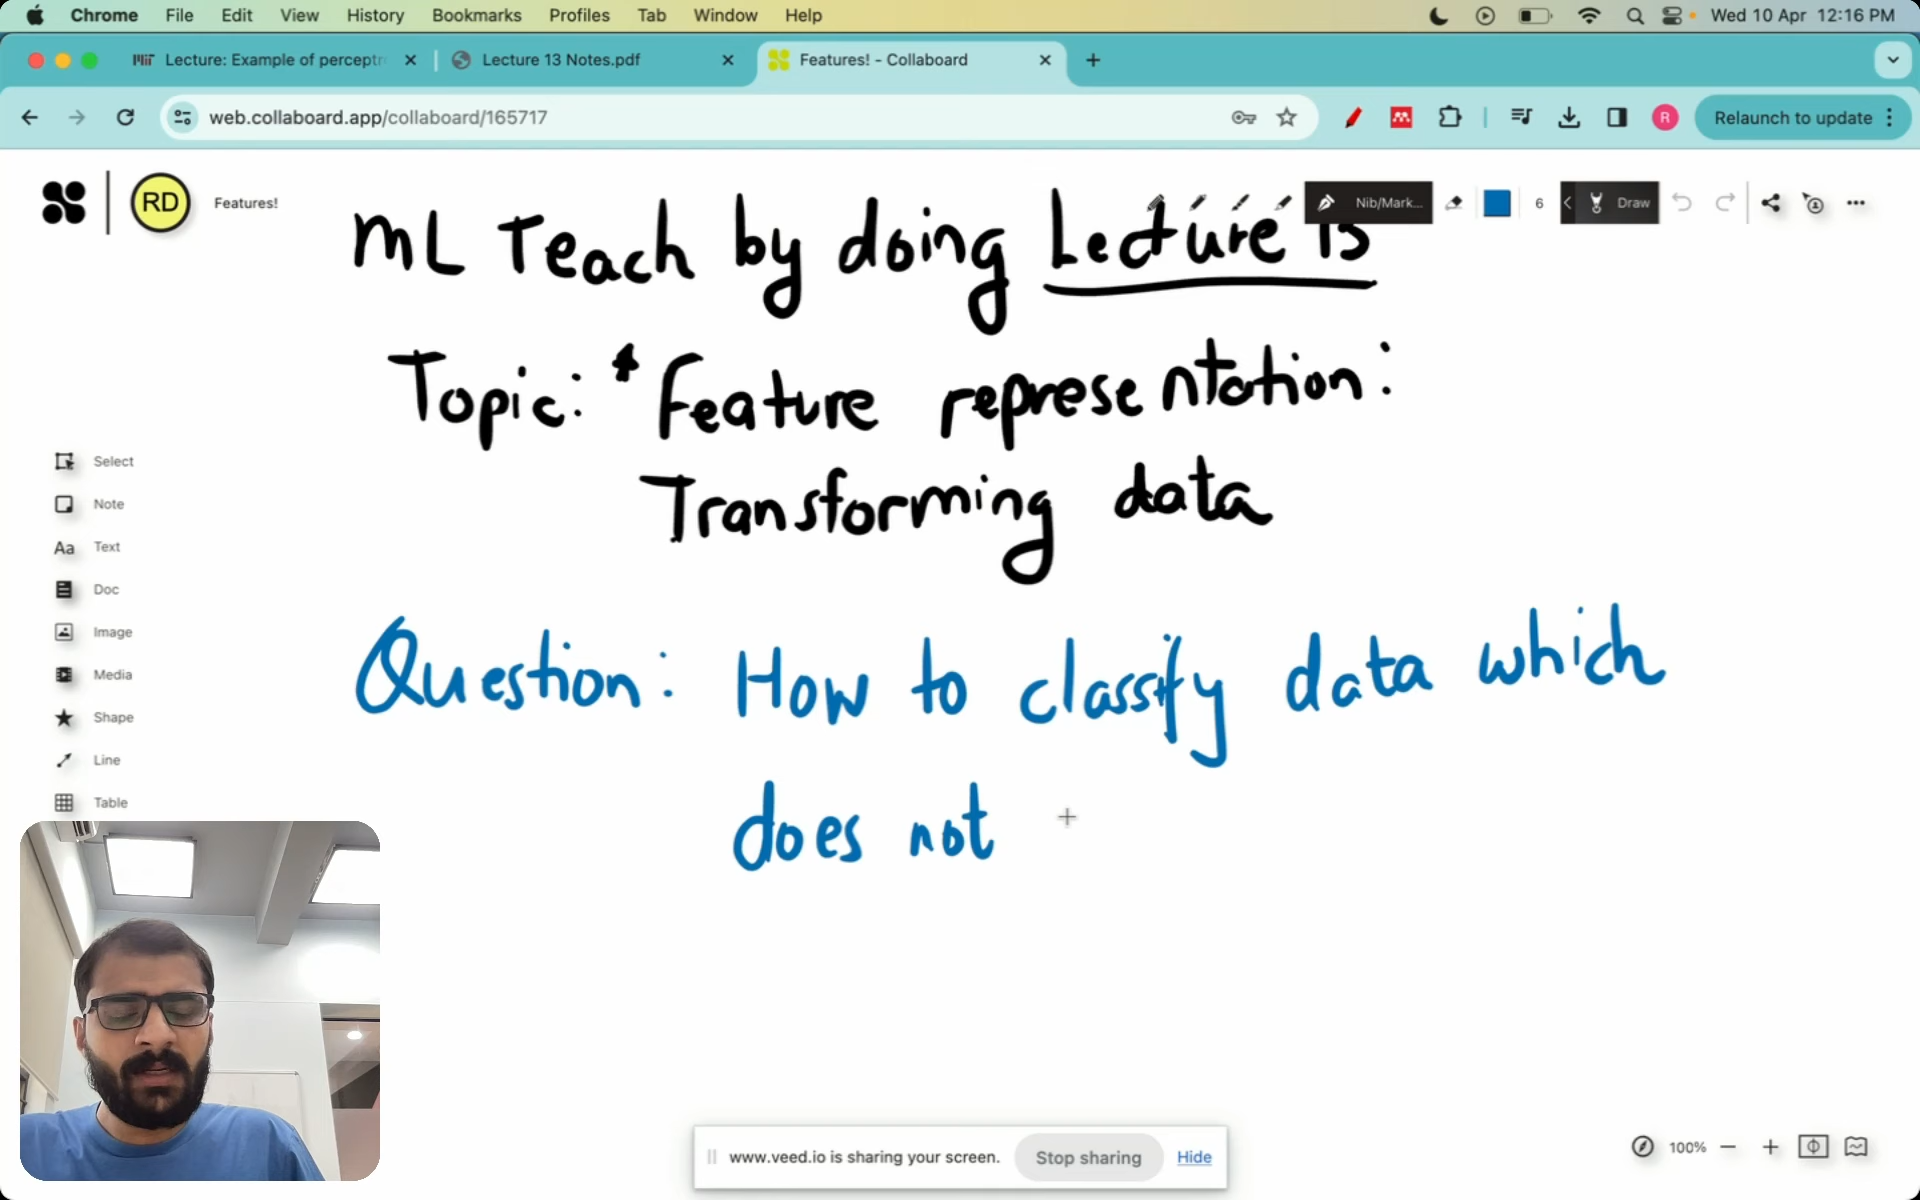 Chrome File Edit View History Bookmarks Profiles Tab Window Help Wed 10 Apr 12:16 PM
Lecture: Example of perceptr Lecture 13 Notes.pdf Features! - Collaboard
web.collaboard.app/collaboard/165717 R Relaunch to update
RD Features! Nib/Mark... 6 Draw
ML Teach by doing Lecture 13
Topic: * Feature representation:
Transforming data
Select
Note
Aa Text
Doc
Image
Media
Shape
Line
Table
Question: How to classify data which
does not
www.veed.io is sharing your screen. Stop sharing Hide
100%